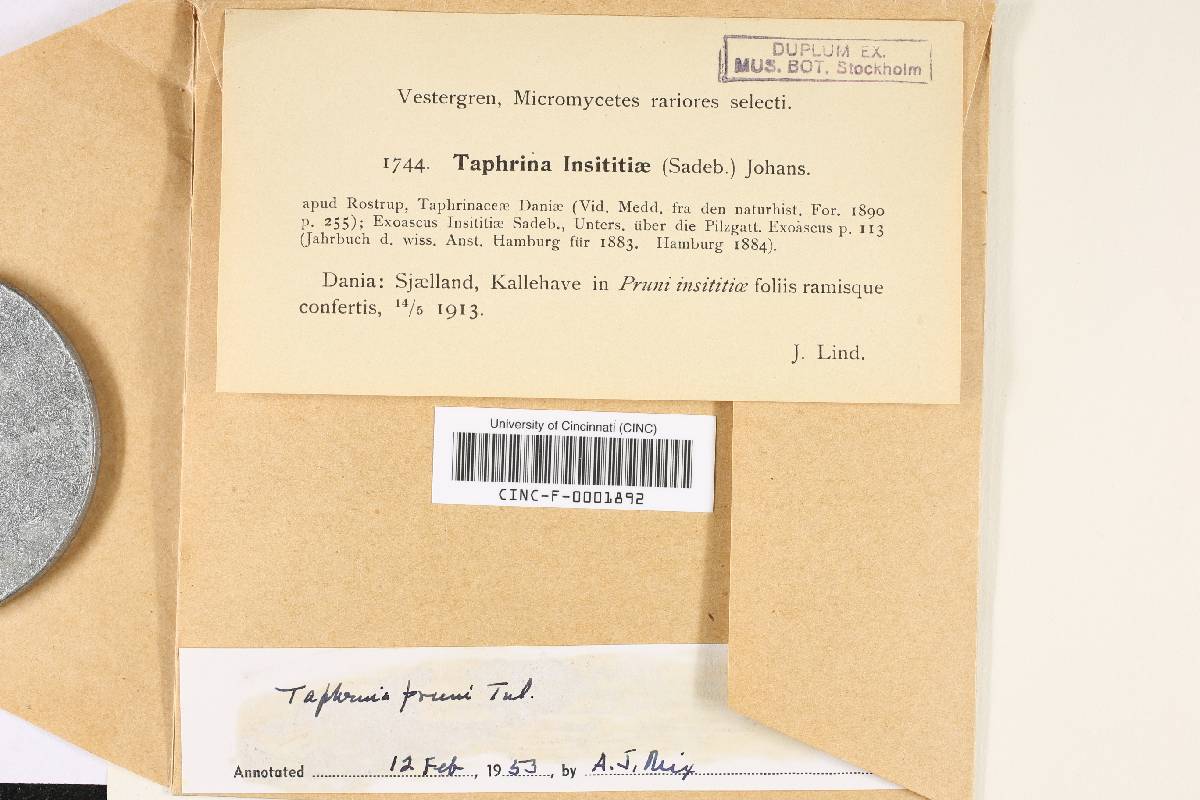 DUPLUM EX.
MUS. BOT. Stockholm
Vestergren, Micromycetes rariores selecti.
1744. Taphrina Insititiæ (Sadeb.) Johans.
apud Rostrup, Taphrinaceæ Daniæ (Vid. Medd. fra den naturhist. For. 1890
p. 255); Exoascus Insititiæ Sadeb., Unters. über die Pilzgatt. Exoascus p. 113
(Jahrbuch d. wiss. Anst. Hamburg für 1883. Hamburg 1884).
Dania: Sjælland, Kallehave in Pruni insititiæ foliis ramisque
confertis, 14/5 1913.
J. Lind.
University of Cincinnati (CINC)
CINC-F-0001892
Taphrina pruni Tul.
Annotated 12 Feb, 1953, by A. J. Mix